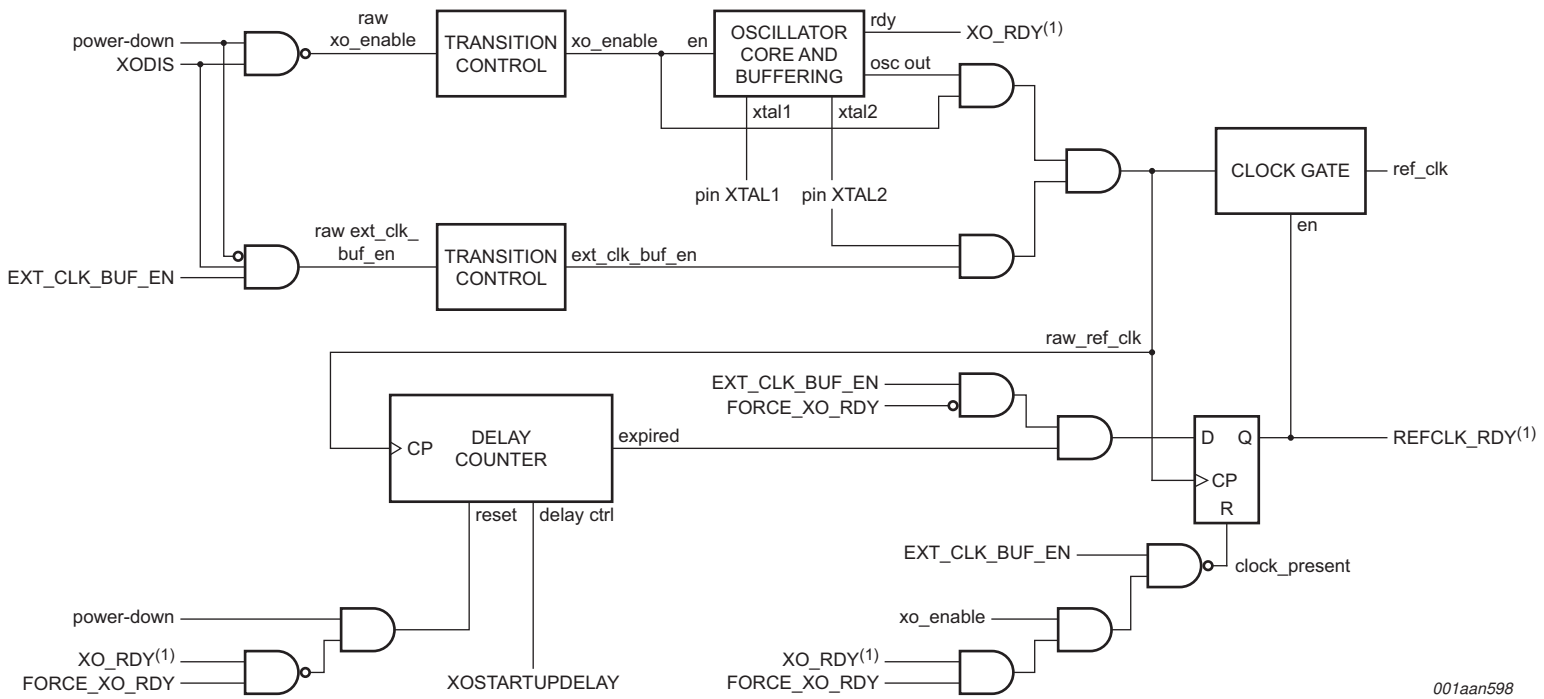 power-down
XODIS
raw
xo_enable
TRANSITION
CONTROL
xo_enable
en
OSCILLATOR
CORE AND
BUFFERING
rdy
XO_RDY(1)
osc out
xtal1
xtal2
pin XTAL1
pin XTAL2
CLOCK GATE
ref_clk
en
EXT_CLK_BUF_EN
raw ext_clk_
buf_en
TRANSITION
CONTROL
ext_clk_buf_en
raw_ref_clk
EXT_CLK_BUF_EN
FORCE_XO_RDY
CP
DELAY
COUNTER
expired
reset
delay ctrl
D
Q
CP
R
REFCLK_RDY(1)
EXT_CLK_BUF_EN
clock_present
power-down
XO_RDY(1)
FORCE_XO_RDY
XOSTARTUPDELAY
xo_enable
XO_RDY(1)
FORCE_XO_RDY
001aan598